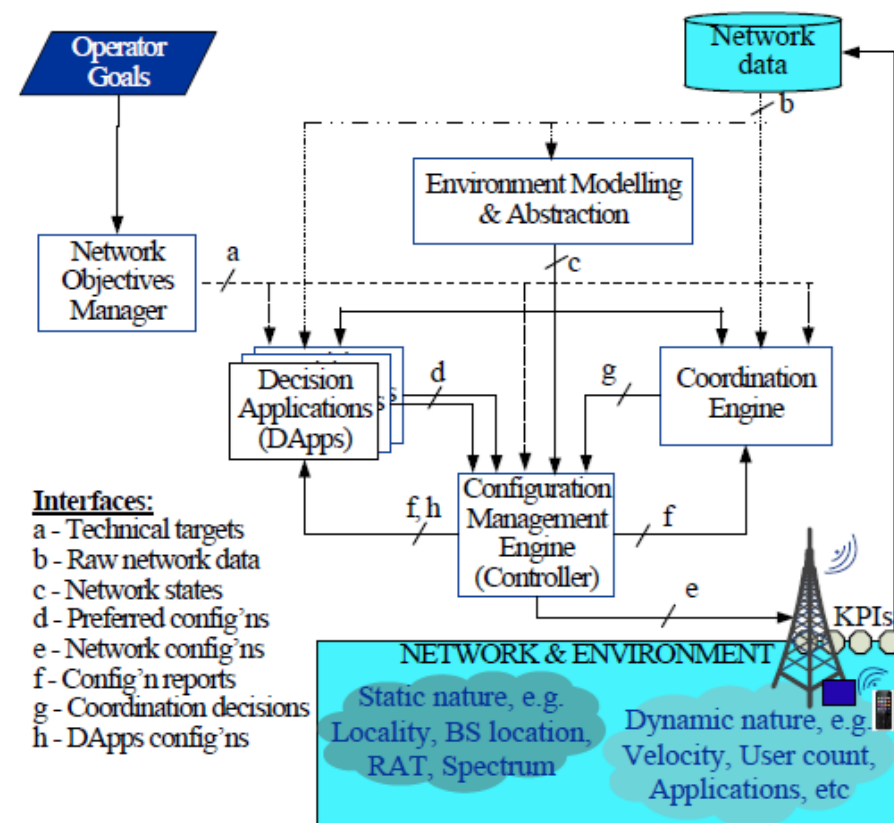 Operator
Goals
Network
data
b
Environment Modelling
& Abstraction
Network
Objectives
Manager
a
c
Decision
Applications
(DApps)
s
s
d
g
Coordination
Engine
Configuration
Management
Engine
(Controller)
f, h
f
e
Interfaces:
a - Technical targets
b - Raw network data
c - Network states
d - Preferred config'ns
e - Network config'ns
f - Config'n reports
g - Coordination decisions
h - DApps config'ns
KPIs
NETWORK & ENVIRONMENT
Static nature, e.g.
Locality, BS location,
RAT, Spectrum
Dynamic nature, e.g.
Velocity, User count,
Applications, etc